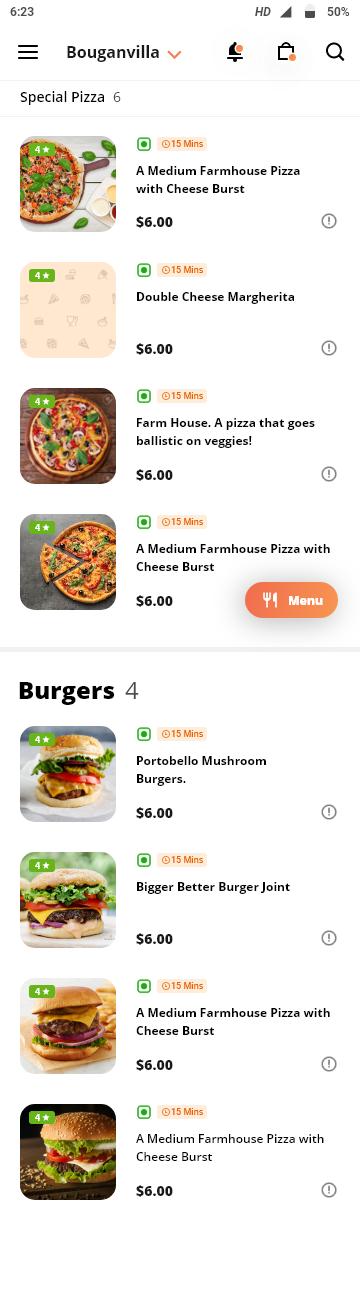 6:23 HD 50%
Bouganvilla
Special Pizza 6
4 ★
15 Mins
A Medium Farmhouse Pizza
with Cheese Burst
$6.00
4 ★
15 Mins
Double Cheese Margherita
$6.00
4 ★
15 Mins
Farm House. A pizza that goes
ballistic on veggies!
$6.00
4 ★
15 Mins
A Medium Farmhouse Pizza with
Cheese Burst
$6.00
Menu
Burgers 4
4 ★
15 Mins
Portobello Mushroom
Burgers.
$6.00
4 ★
15 Mins
Bigger Better Burger Joint
$6.00
4 ★
15 Mins
A Medium Farmhouse Pizza with
Cheese Burst
$6.00
4 ★
15 Mins
A Medium Farmhouse Pizza with
Cheese Burst
$6.00